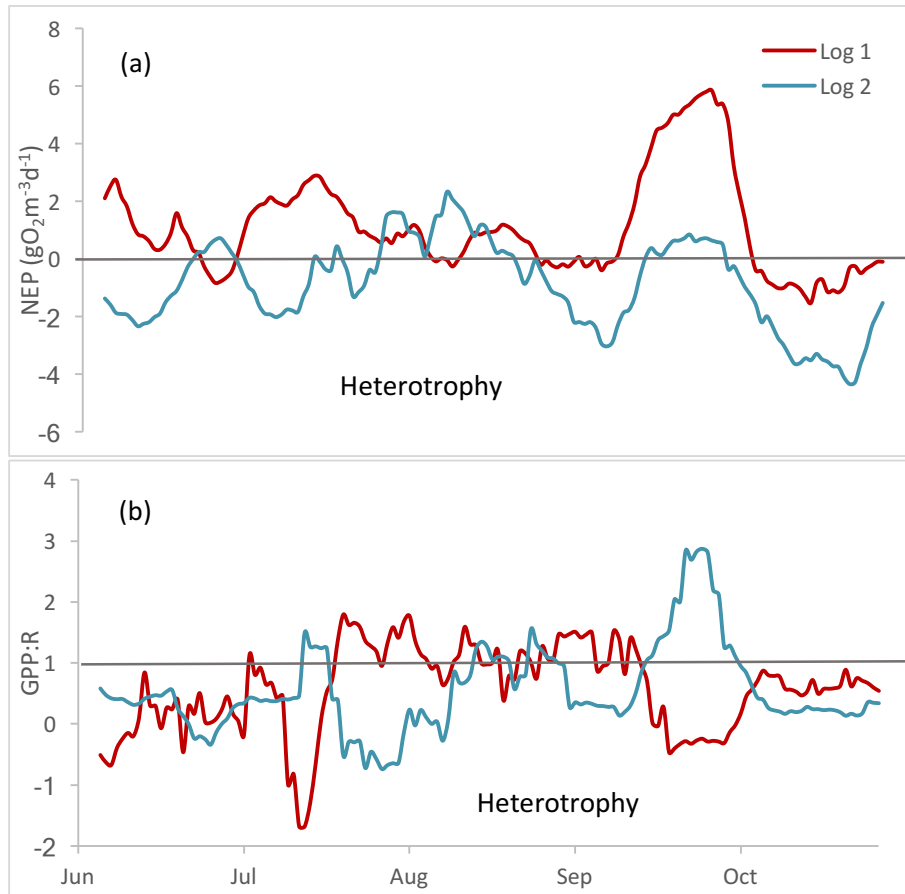 8
6
4
2
0
-2
-4
-6
NEP (gO2m-3d-1)
(a)
Log 1
Log 2
Heterotrophy
4
3
2
1
0
-1
-2
GPP:R
(b)
Heterotrophy
Jun Jul Aug Sep Oct